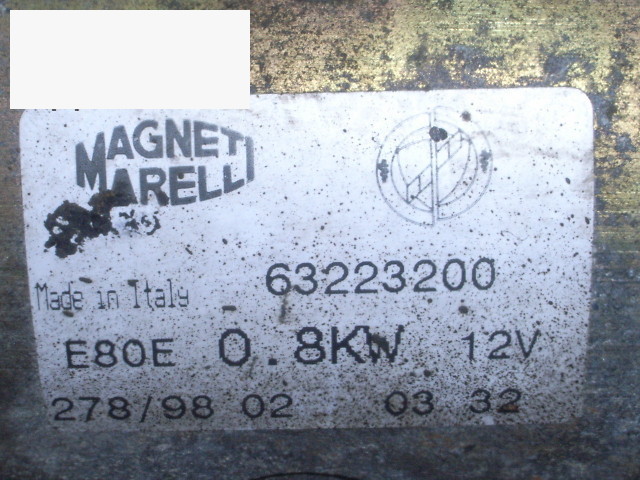 MAGNETI
MARELLI
63223200
Made in Italy
E80E 0.8KW 12V
278/98 02 03 32